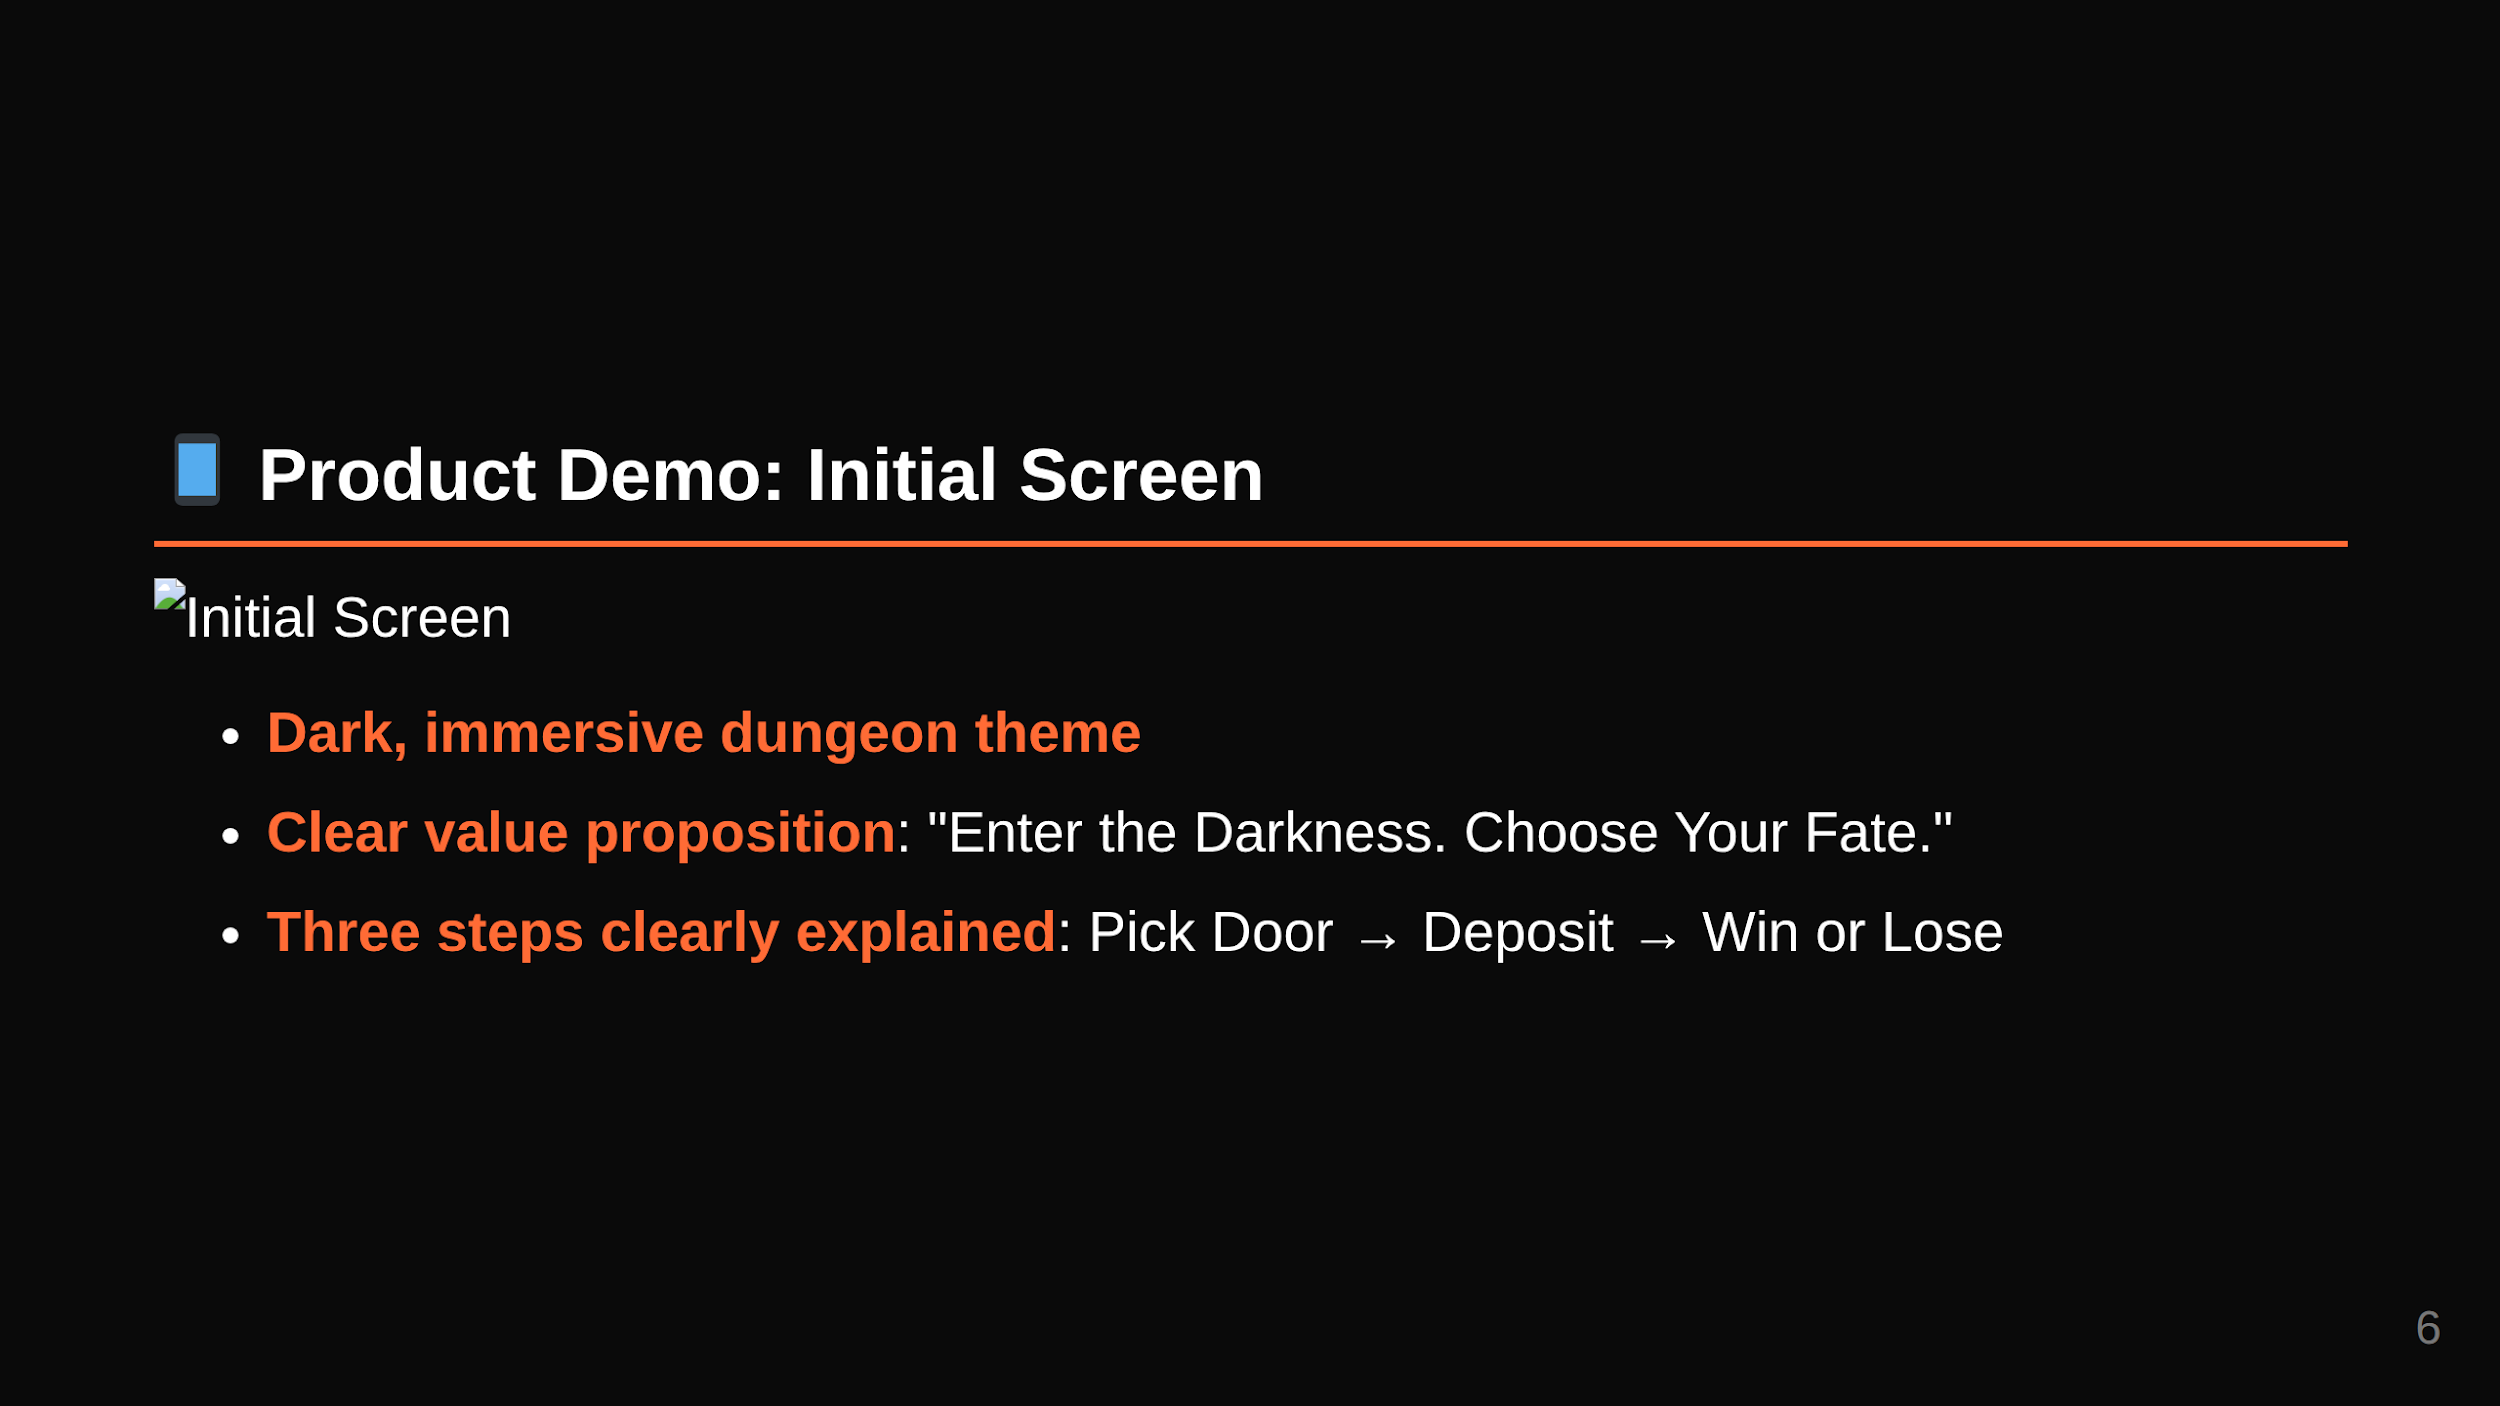 Product Demo: Initial Screen
Initial Screen
• Dark, immersive dungeon theme
• Clear value proposition: "Enter the Darkness. Choose Your Fate."
• Three steps clearly explained: Pick Door → Deposit → Win or Lose
6